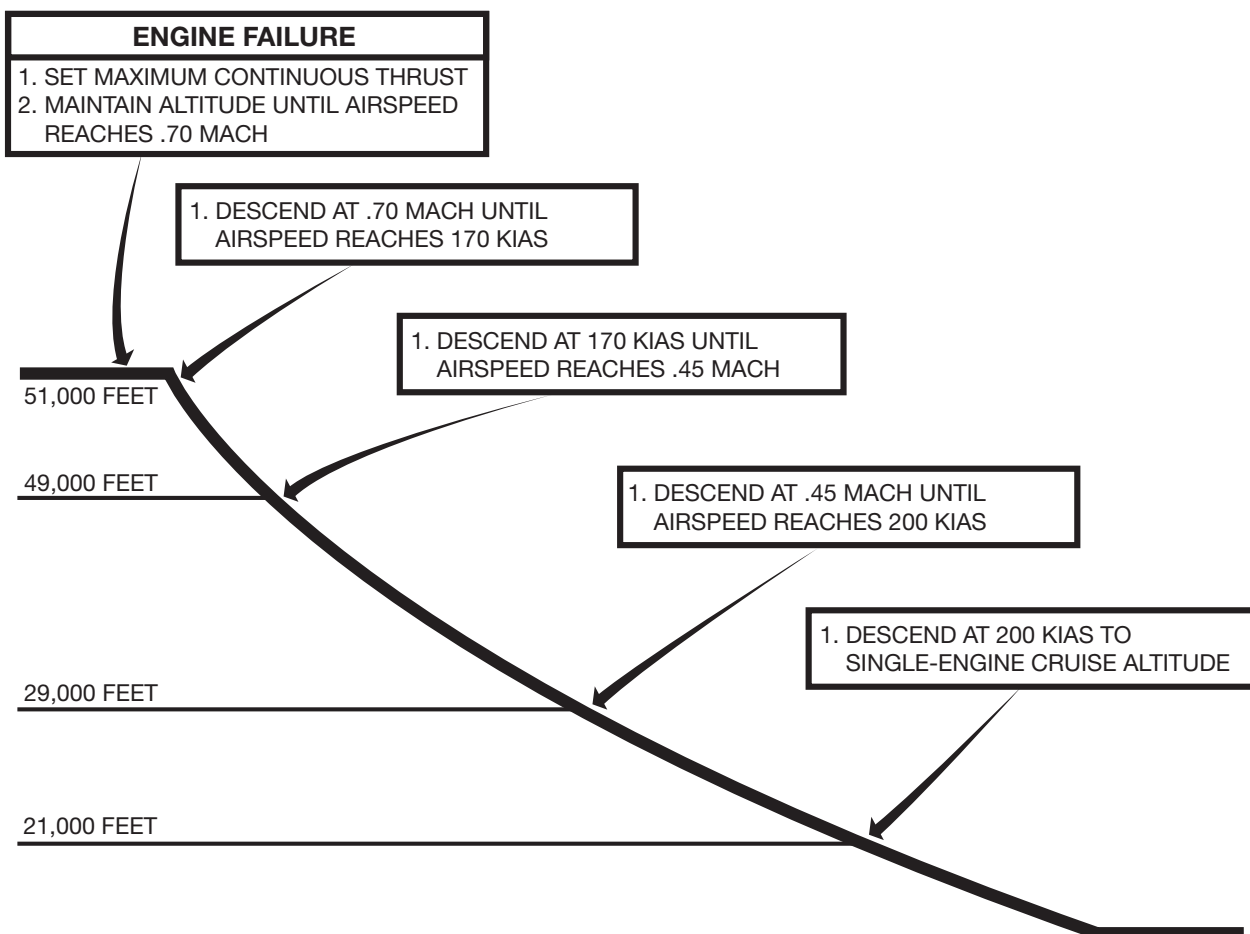 ENGINE FAILURE
1. SET MAXIMUM CONTINUOUS THRUST
2. MAINTAIN ALTITUDE UNTIL AIRSPEED
REACHES .70 MACH
1. DESCEND AT .70 MACH UNTIL
AIRSPEED REACHES 170 KIAS
1. DESCEND AT 170 KIAS UNTIL
AIRSPEED REACHES .45 MACH
51,000 FEET
49,000 FEET
1. DESCEND AT .45 MACH UNTIL
AIRSPEED REACHES 200 KIAS
1. DESCEND AT 200 KIAS TO
SINGLE-ENGINE CRUISE ALTITUDE
29,000 FEET
21,000 FEET